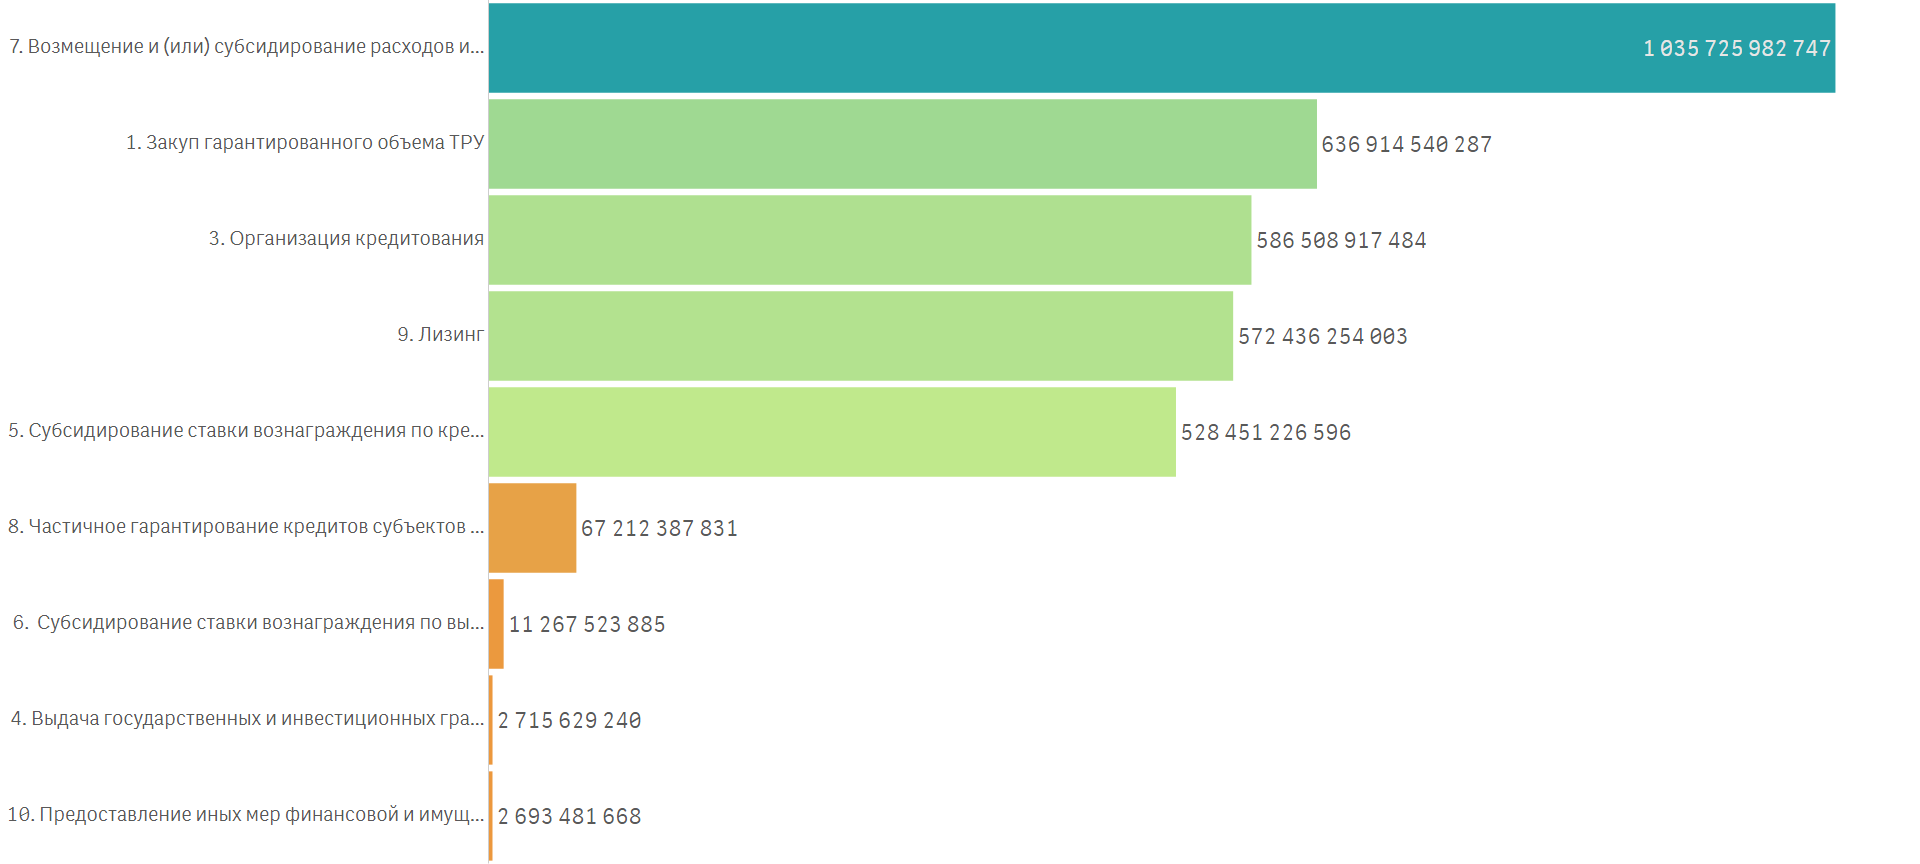 7. Возмещение и (или) субсидирование расходов и... 1 035 725 982 747
1. Закуп гарантированного объема ТРУ 636 914 540 287
3. Организация кредитования 586 508 917 484
9. Лизинг 572 436 254 003
5. Субсидирование ставки вознаграждения по кре... 528 451 226 596
8. Частичное гарантирование кредитов субъектов ... 67 212 387 831
6.  Субсидирование ставки вознаграждения по вы... 11 267 523 885
4. Выдача государственных и инвестиционных гра... 2 715 629 240
10. Предоставление иных мер финансовой и имущ... 2 693 481 668